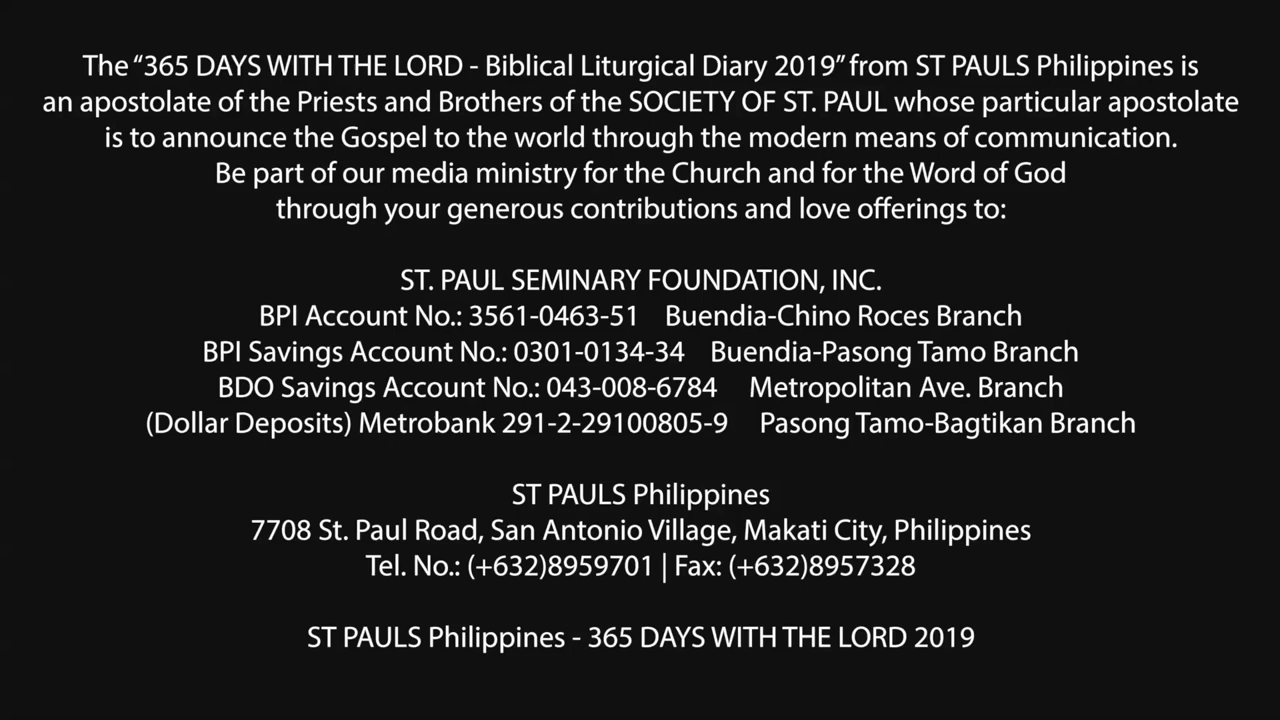 The “365 DAYS WITH THE LORD - Biblical Liturgical Diary 2019” from ST PAULS Philippines is
an apostolate of the Priests and Brothers of the SOCIETY OF ST. PAUL whose particular apostolate
is to announce the Gospel to the world through the modern means of communication.
Be part of our media ministry for the Church and for the Word of God
through your generous contributions and love offerings to:
ST. PAUL SEMINARY FOUNDATION, INC.
BPI Account No.: 3561-0463-51 Buendia-Chino Roces Branch
BPI Savings Account No.: 0301-0134-34 Buendia-Pasong Tamo Branch
BDO Savings Account No.: 043-008-6784 Metropolitan Ave. Branch
(Dollar Deposits) Metrobank 291-2-29100805-9 Pasong Tamo-Bagtikan Branch
ST PAULS Philippines
7708 St. Paul Road, San Antonio Village, Makati City, Philippines
Tel. No.: (+632)8959701 | Fax: (+632)8957328
ST PAULS Philippines - 365 DAYS WITH THE LORD 2019